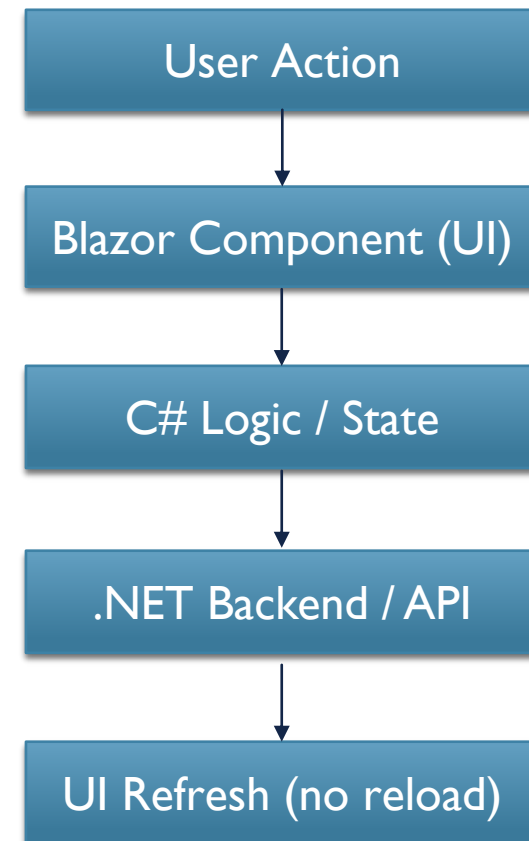 User Action
Blazor Component (UI)
C# Logic / State
.NET Backend / API
UI Refresh (no reload)